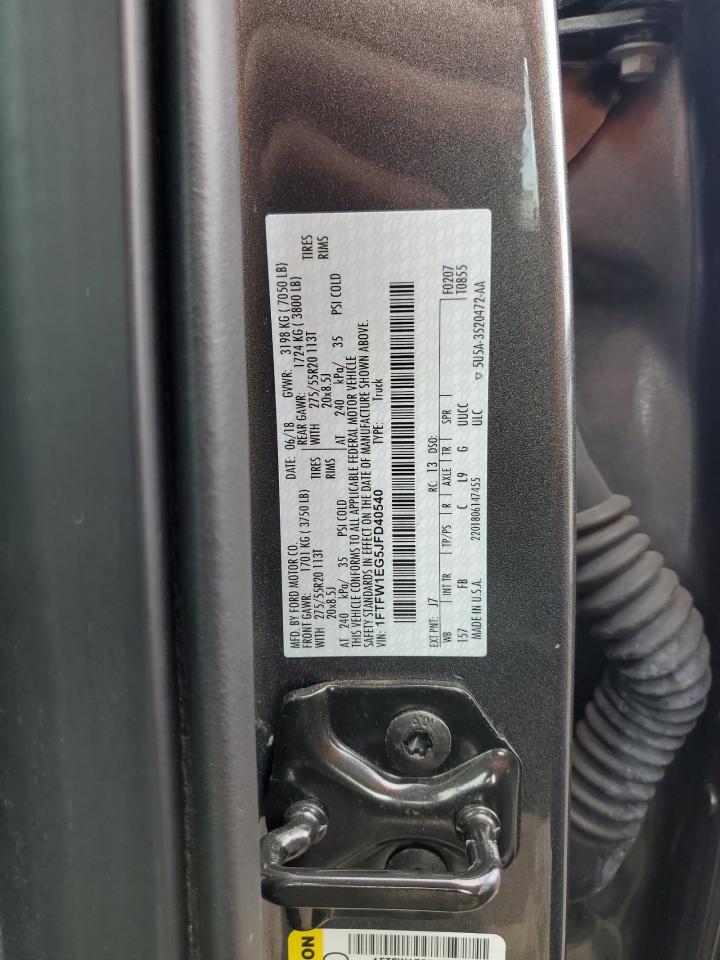 MFD. BY FORD MOTOR CO. DATE: 06/18 GVWR: 3198 KG ( 7050 LB)
FRONT GAWR: 1701 KG ( 3750 LB) REAR GAWR: 1724 KG ( 3800 LB)
WITH 275/55R20 113T TIRES WITH 275/55R20 113T TIRES
20x8.5J RIMS 20x8.5J RIMS
AT 240 kPa/ 35 PSI COLD AT 240 kPa/ 35 PSI COLD
THIS VEHICLE CONFORMS TO ALL APPLICABLE FEDERAL MOTOR VEHICLE
SAFETY STANDARDS IN EFFECT ON THE DATE OF MANUFACTURE SHOWN ABOVE.
VIN: 1FTFW1EG5JFD40540 TYPE: Truck
EXT PNT: J7 RC: 13 DSO: F0207
WB INT TR TP/PS R AXLE TR SPR T0855
157 FB C L9 G UUCC
MADE IN U.S.A. 2201806147455 ULC ▽ 5U5A-3520472-AA
10.9
ON